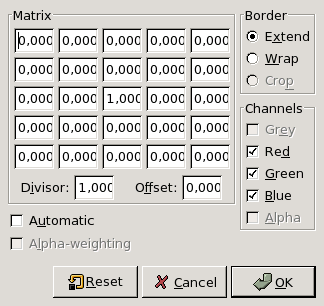 Matrix
0,000 0,000 0,000 0,000 0,000
0,000 0,000 0,000 0,000 0,000
0,000 0,000 1,000 0,000 0,000
0,000 0,000 0,000 0,000 0,000
0,000 0,000 0,000 0,000 0,000
Divisor: 1,000 Offset: 0,000
Border
Extend
Wrap
Crop
Channels
Grey
Red
Green
Blue
Alpha
Automatic
Alpha-weighting
Reset Cancel OK